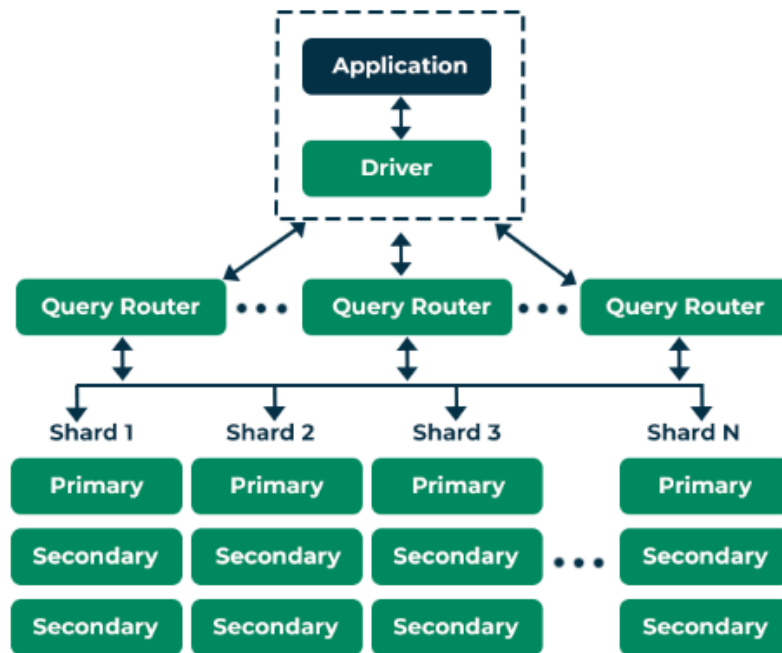 Application
Driver
Query Router Query Router Query Router
Shard 1 Shard 2 Shard 3 Shard N
Primary Primary Primary Primary
Secondary Secondary Secondary Secondary
Secondary Secondary Secondary Secondary